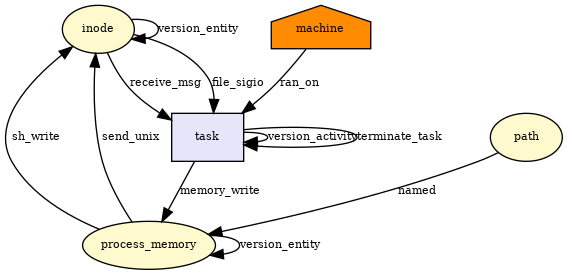 inode
version_entity
machine
receive_msg
file_sigio
ran_on
sh_write
send_unix
task
version_activity
terminate_task
path
memory_write
named
process_memory
version_entity